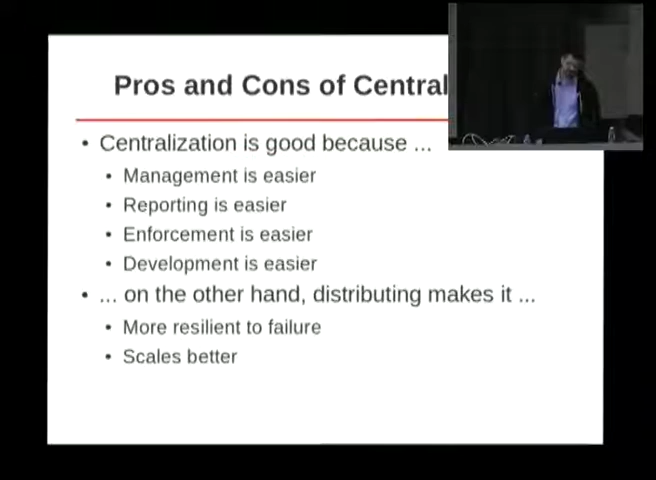 Pros and Cons of Central
• Centralization is good because ...
• Management is easier
• Reporting is easier
• Enforcement is easier
• Development is easier
• ... on the other hand, distributing makes it ...
• More resilient to failure
• Scales better